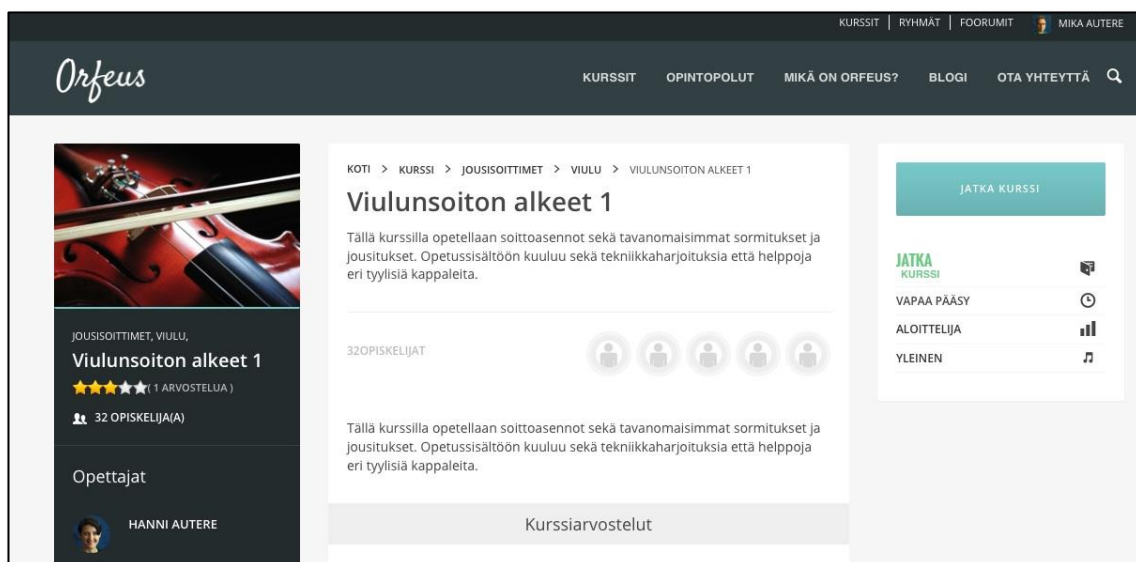 KURSSIT | RYHMÄT | FOORUMIT MIKA AUTERE
Orfeus
KURSSIT OPINTOPOLUT MIKÄ ON ORFEUS? BLOGI OTA YHTEYTTÄ
JOUSISOITTIMET, VIULU,
Viulunsoiton alkeet 1
( 1 ARVOSTELUA )
32 OPISKELIJA(A)
Opettajat
HANNI AUTERE
KOTI > KURSSI > JOUSISOITTIMET > VIULU > VIULUNSOITON ALKEET 1
Viulunsoiton alkeet 1
Tällä kurssilla opetellaan soittoasennot sekä tavanomaisimmat sormitukset ja
jousitukset. Opetussisältöön kuuluu sekä tekniikkaharjoituksia että helppoja
eri tyylisiä kappaleita.
32OPISKELIJAT
Tällä kurssilla opetellaan soittoasennot sekä tavanomaisimmat sormitukset ja
jousitukset. Opetussisältöön kuuluu sekä tekniikkaharjoituksia että helppoja
eri tyylisiä kappaleita.
Kurssiarvostelut
JATKA KURSSI
JATKA
KURSSI
VAPAA PÄÄSY
ALOITTELIJA
YLEINEN